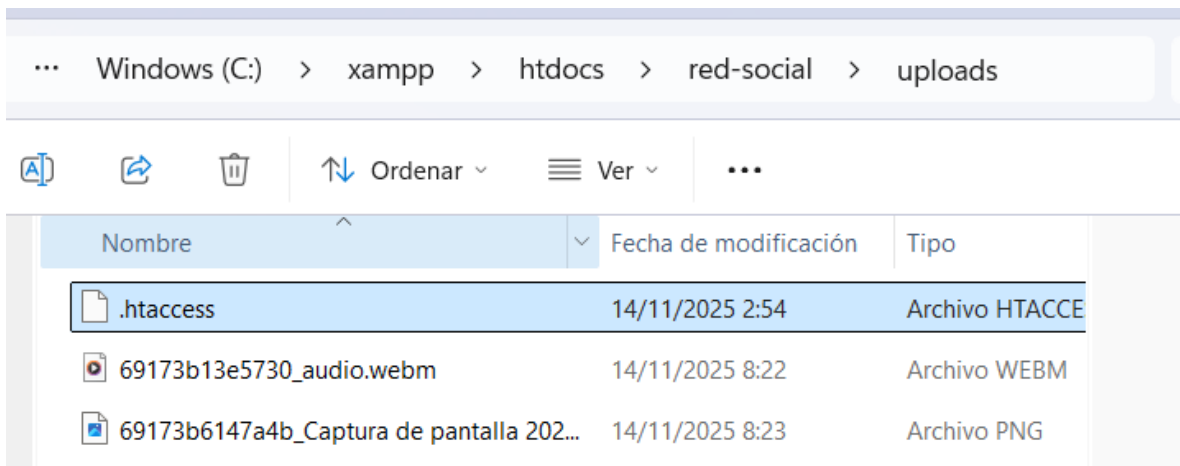 ··· Windows (C:) > xampp > htdocs > red-social > uploads
A Ordenar Ver ···
Nombre Fecha de modificación Tipo
.htaccess 14/11/2025 2:54 Archivo HTACCE
69173b13e5730_audio.webm 14/11/2025 8:22 Archivo WEBM
69173b6147a4b_Captura de pantalla 202... 14/11/2025 8:23 Archivo PNG